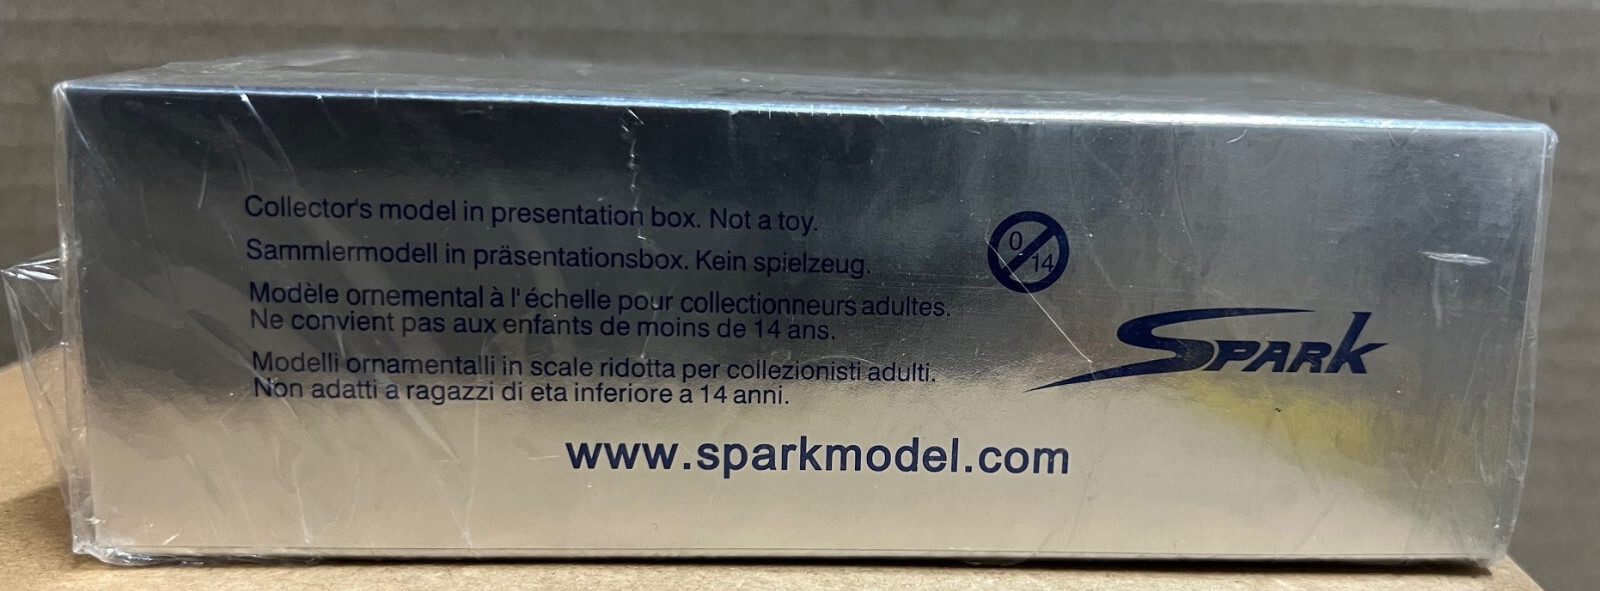 Collector's model in presentation box. Not a toy.
Sammlermodell in präsentationsbox. Kein spielzeug.
Modèle ornemental à l'échelle pour collectionneurs adultes.
Ne convient pas aux enfants de moins de 14 ans.
Modelli ornamentalli in scale ridotta per collezionisti adulti.
Non adatti a ragazzi di eta inferiore a 14 anni.
0 14
SPARK
www.sparkmodel.com